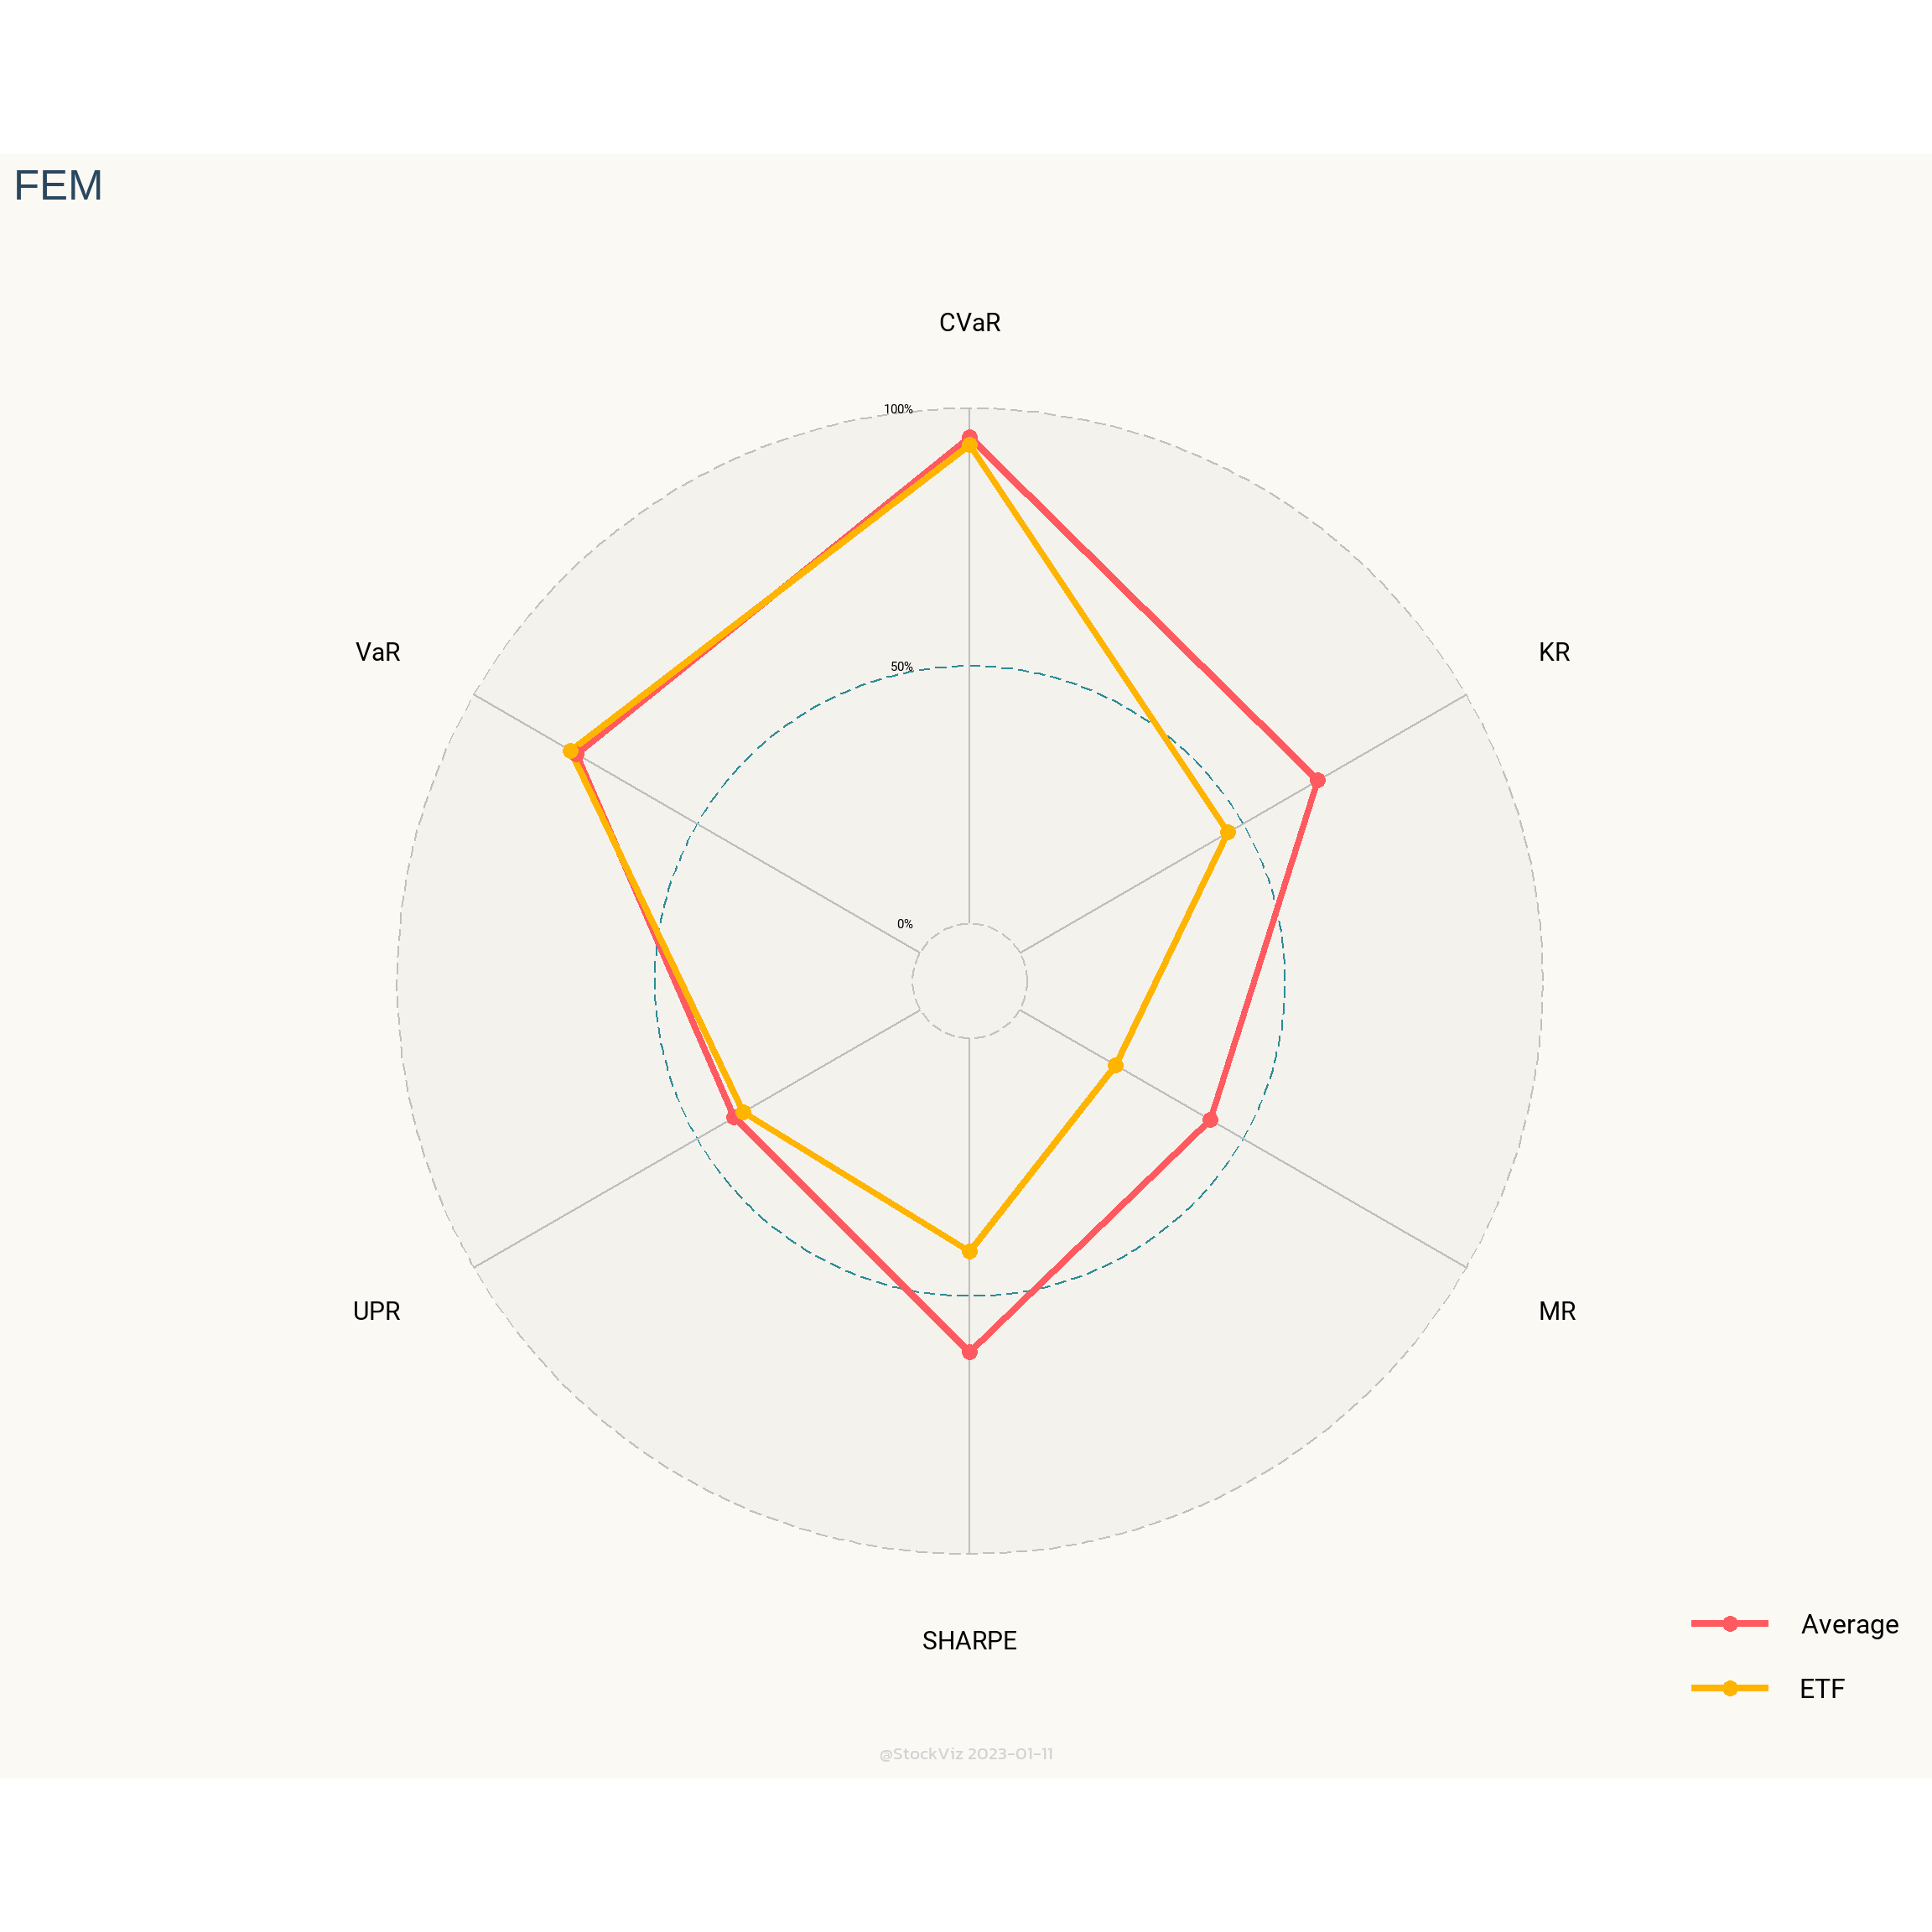 FEM
CVaR
100%
KR
VaR
50%
0%
UPR
MR
SHARPE
Average
ETF
@StockViz 2023-01-11